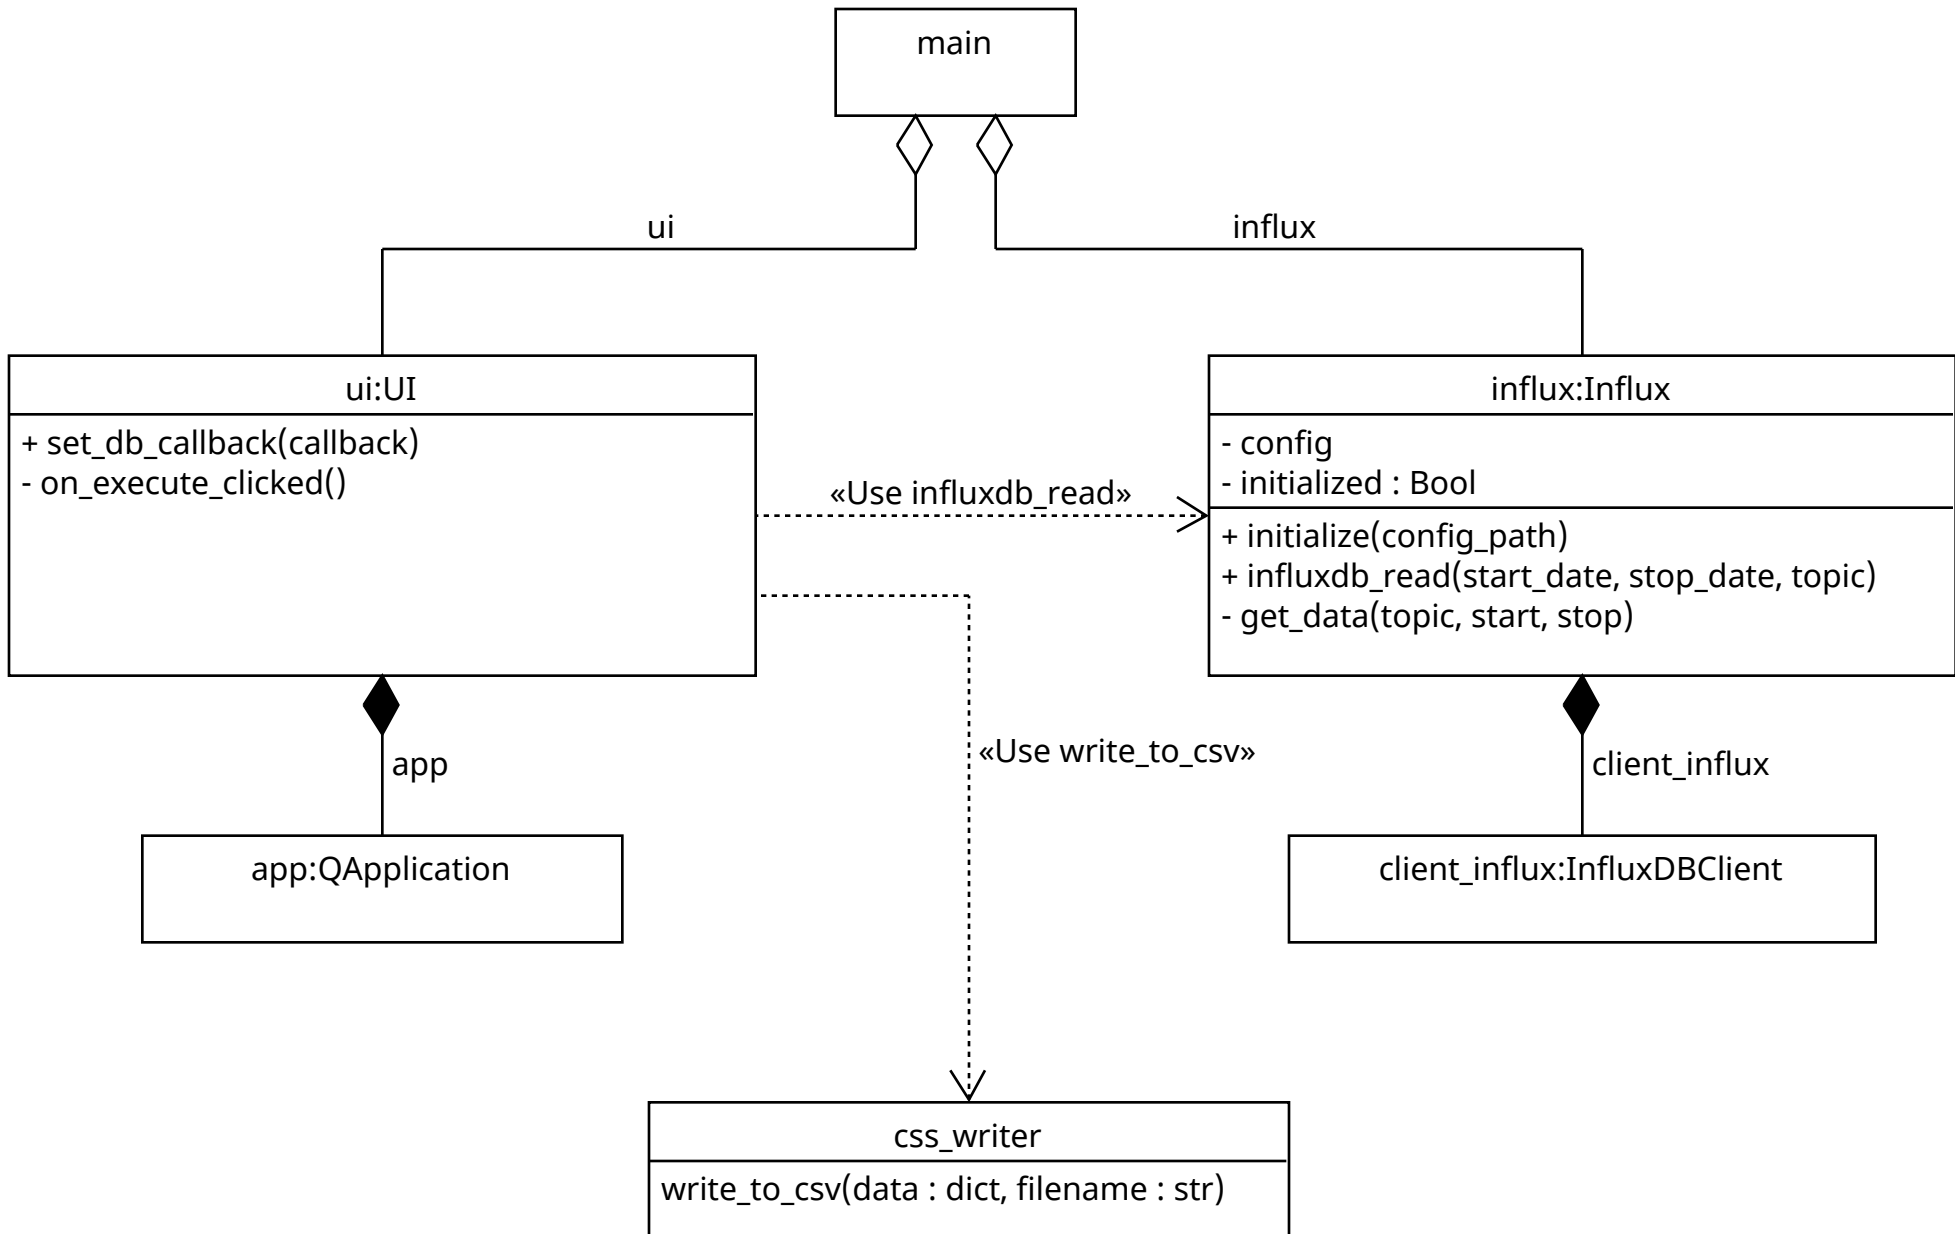 main
ui
influx
ui:UI
+ set_db_callback(callback)
- on_execute_clicked()
«Use influxdb_read»
influx:Influx
- config
- initialized : Bool
+ initialize(config_path)
+ influxdb_read(start_date, stop_date, topic)
- get_data(topic, start, stop)
app
«Use write_to_csv»
client_influx
app:QApplication
client_influx:InfluxDBClient
css_writer
write_to_csv(data : dict, filename : str)